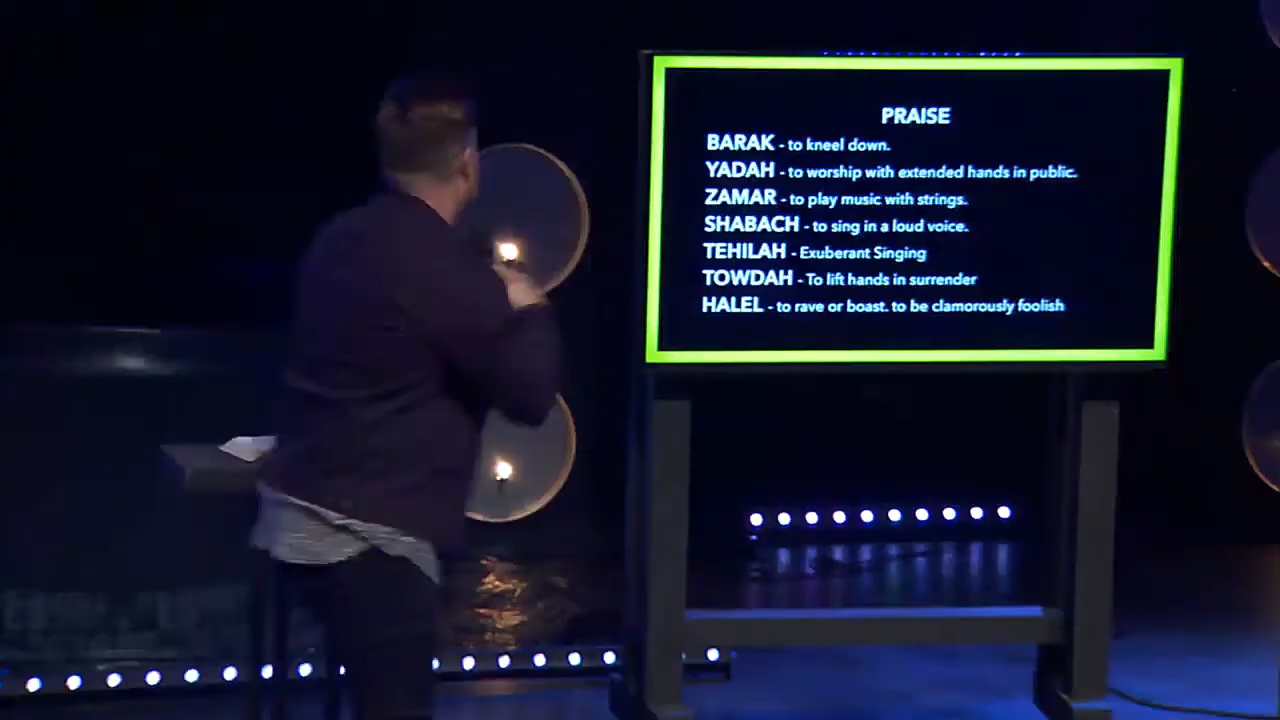 PRAISE
BARAK - to kneel down.
YADAH - to worship with extended hands in public.
ZAMAR - to play music with strings.
SHABACH - to sing in a loud voice.
TEHILAH - Exuberant Singing
TOWDAH - To lift hands in surrender
HALEL - to rave or boast. to be clamorously foolish